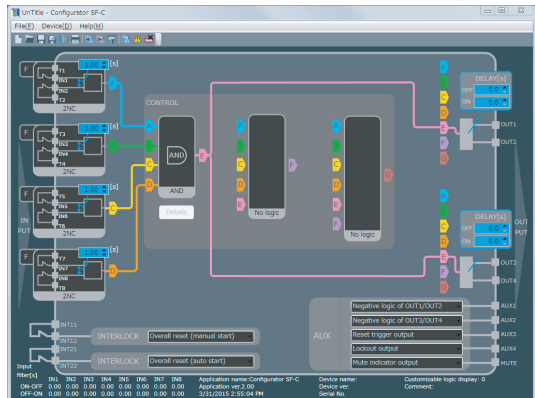 UnTitle - Configurator SF-C
File(F) Device(D) Help(H)
F T1 1.00 [s]
IN1
IN2
T2
2NC
A
F T3 1.00 [s]
IN3
IN4
T4
2NC
B
F T5 1.00 [s]
IN5
IN6
T6
2NC
C
F T7 1.00 [s]
IN7
IN8
T8
2NC
D
IN
PUT
CONTROL
A
B
C
D
AND
AND
E
Details
A
B
C
D
E
No logic
F
A
B
C
D
E
F
No logic
G
A
B
C
D
E
F
G
DELAY[s]
OFF 0.0
ON 0.0
OUT1
OUT2
A
B
C
D
E
F
G
DELAY[s]
OFF 0.0
ON 0.0
OUT3
OUT4
OUT
PUT
INT11
INT12
INTERLOCK Overall reset (manual start)
INT21
INT22
INTERLOCK Overall reset (auto start)
AUX
Negative logic of OUT1/OUT2 AUX1
Negative logic of OUT3/OUT4 AUX2
Reset trigger output AUX3
Lockout output AUX4
Mute indicator output MUTE
Input
filter[s] IN1 IN2 IN3 IN4 IN5 IN6 IN7 IN8
ON-OFF 0.00 0.00 0.00 0.00 0.00 0.00 0.00 0.00
OFF-ON 0.00 0.00 0.00 0.00 0.00 0.00 0.00 0.00
Application name:Configurator SF-C
Application ver.2.00
3/31/2015 2:55:04 PM
Device name:
Device ver.
Serial No.
Customizable logic display: 0
Comment: